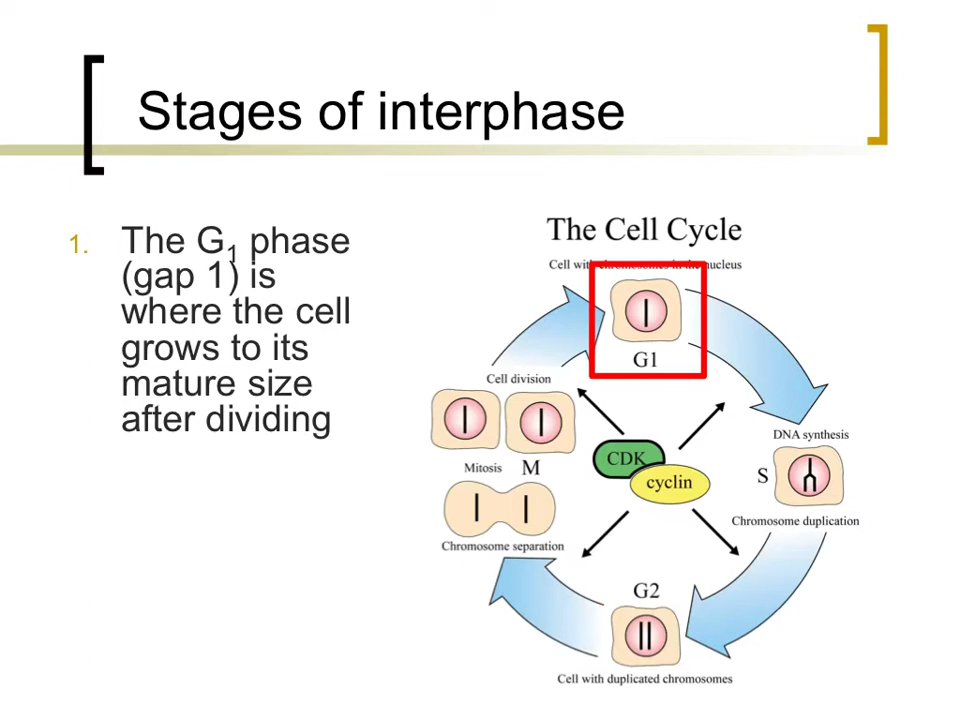 Stages of interphase
1. The G₁ phase
(gap 1) is
where the cell
grows to its
mature size
after dividing
The Cell Cycle
Cell with chromosomes in the nucleus
G1
Cell division
Mitosis M
Chromosome separation
CDK
cyclin
DNA synthesis
S
Chromosome duplication
G2
Cell with duplicated chromosomes